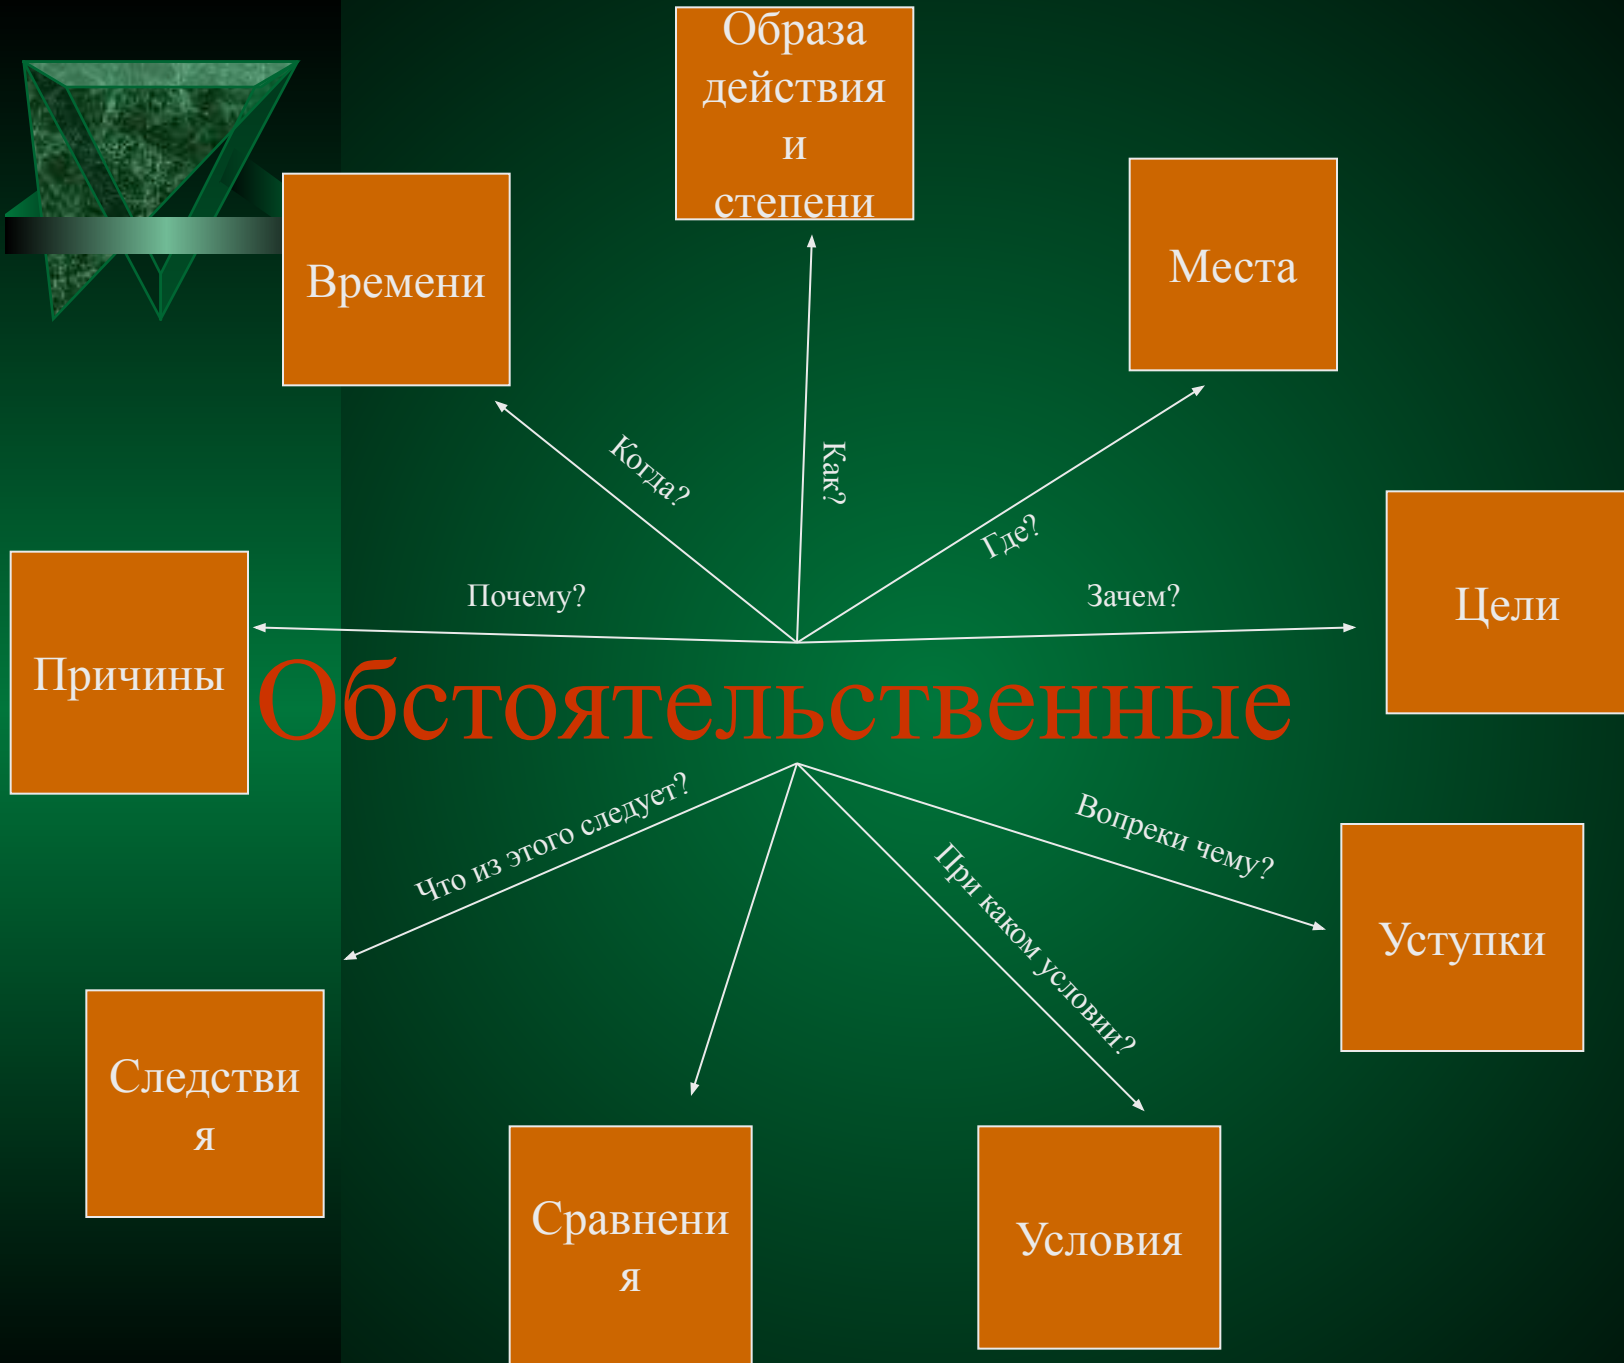 Образа
действия
и
степени
Времени
Места
Когда?
Как?
Где?
Почему?
Зачем?
Цели
Причины
Обстоятельственные
Что из этого следует?
При каком условии?
Вопреки чему?
Уступки
Следстви
я
Сравнени
я
Условия